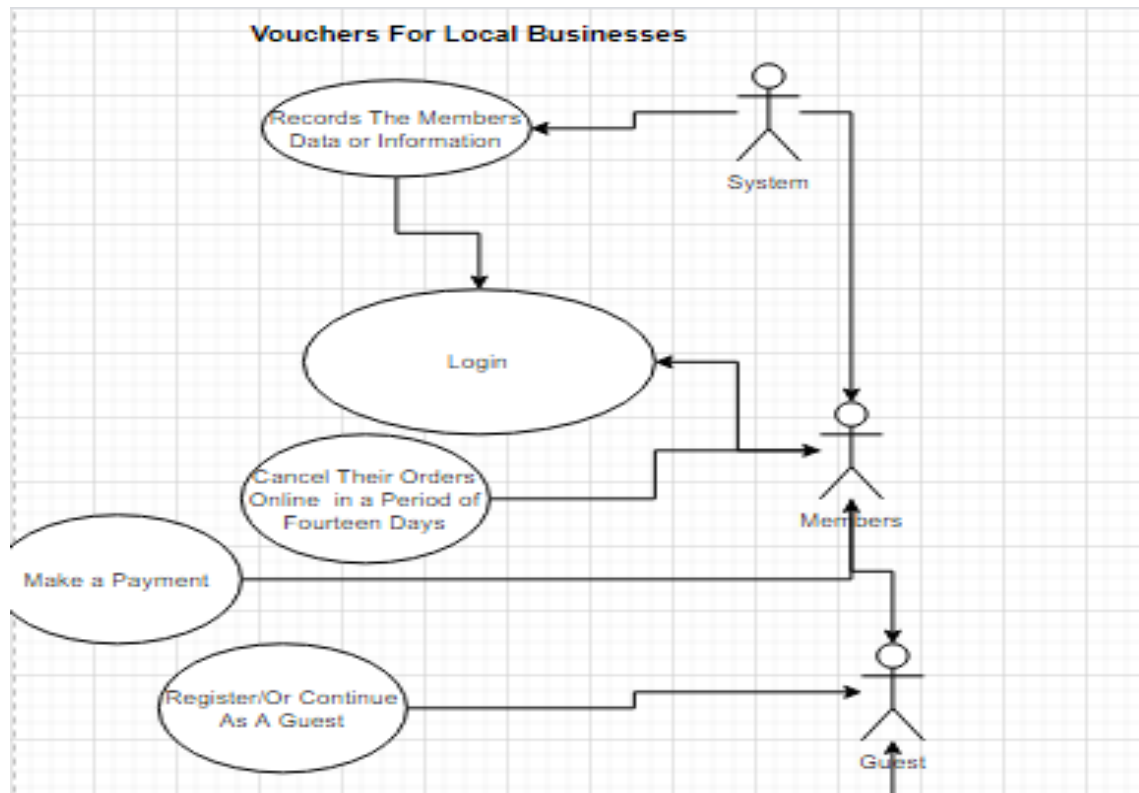 Vouchers For Local Businesses
Records The Members
Data or Information
System
Login
Cancel Their Orders
Online in a Period of
Fourteen Days
Members
Make a Payment
Register/Or Continue
As A Guest
Guest